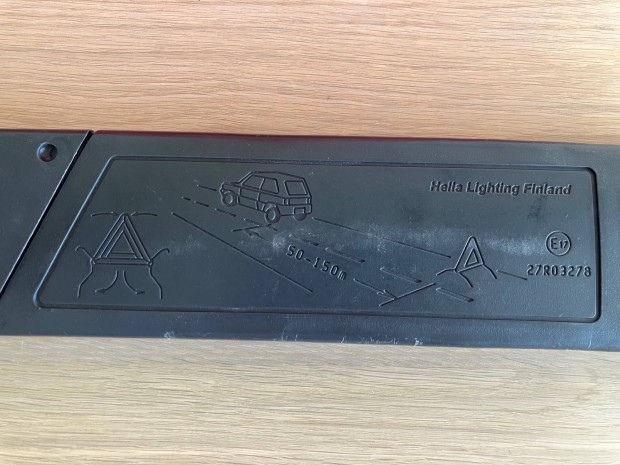 Hella Lighting Finland
50-150m
E17
27R03278